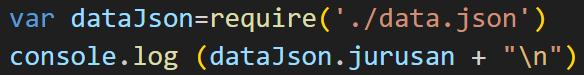 var dataJson=require('./data.json')
console.log (dataJson.jurusan + "\n")